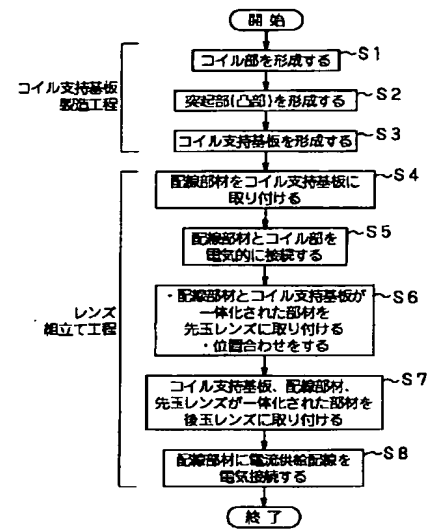 開始
コイル支持基板
製造工程
コイル部を形成する
S1
突起部(凸部)を形成する
S2
コイル支持基板を形成する
S3
レンズ
組立て工程
配線部材をコイル支持基板に
取り付ける
S4
配線部材とコイル部を
電気的に接続する
S5
・配線部材とコイル支持基板が
一体化された部材を
先玉レンズに取り付ける
・位置合わせをする
S6
コイル支持基板、配線部材、
先玉レンズが一体化された部材を
後玉レンズに取り付ける
S7
配線部材に電流供給配線を
電気接続する
S8
終了